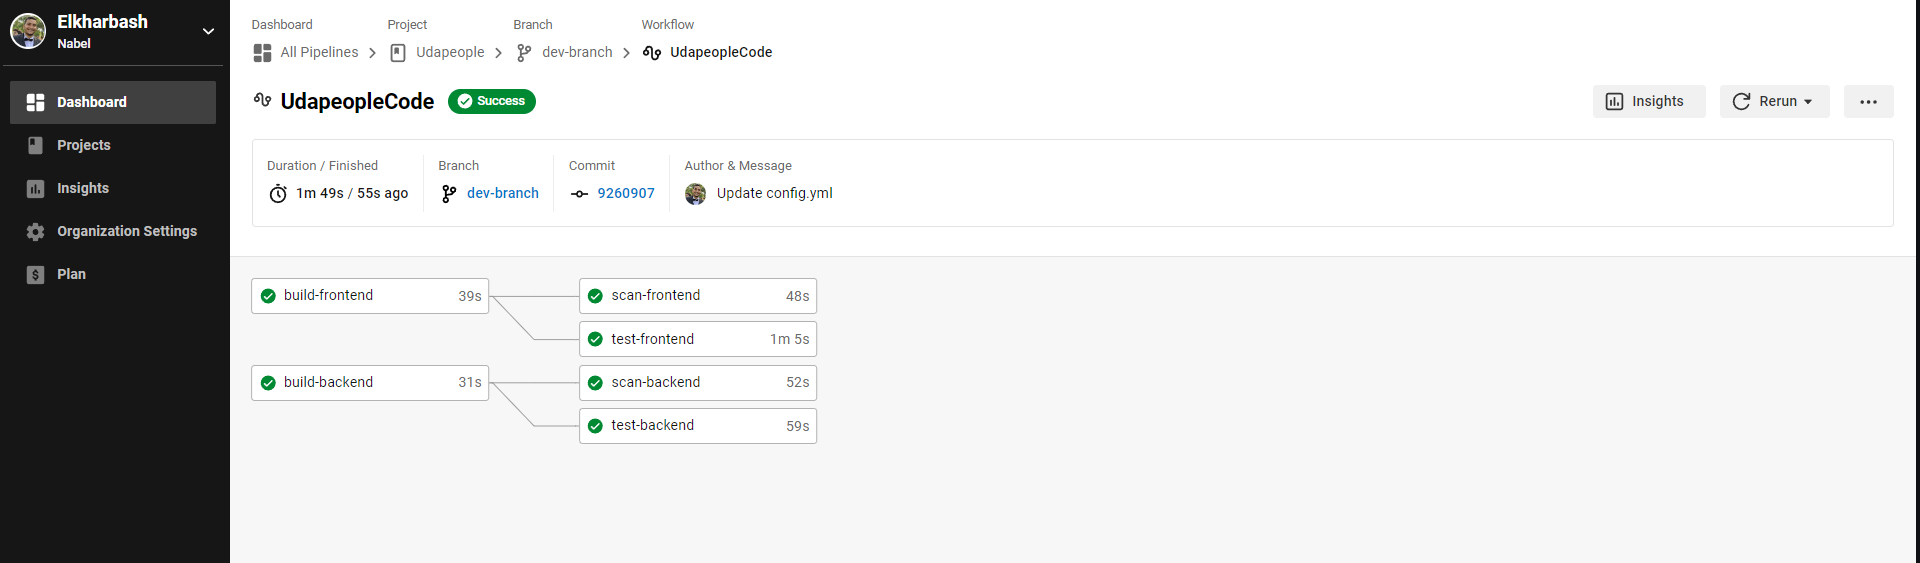 Elkharbash
Nabel
Dashboard
Projects
Insights
Organization Settings
Plan
Dashboard Project Branch Workflow
All Pipelines Udapeople dev-branch UdapeopleCode
UdapeopleCode Success
Insights Rerun
Duration / Finished Branch Commit Author & Message
1m 49s / 55s ago dev-branch 9260907 Update config.yml
build-frontend 39s scan-frontend 48s
test-frontend 1m 5s
build-backend 31s scan-backend 52s
test-backend 59s